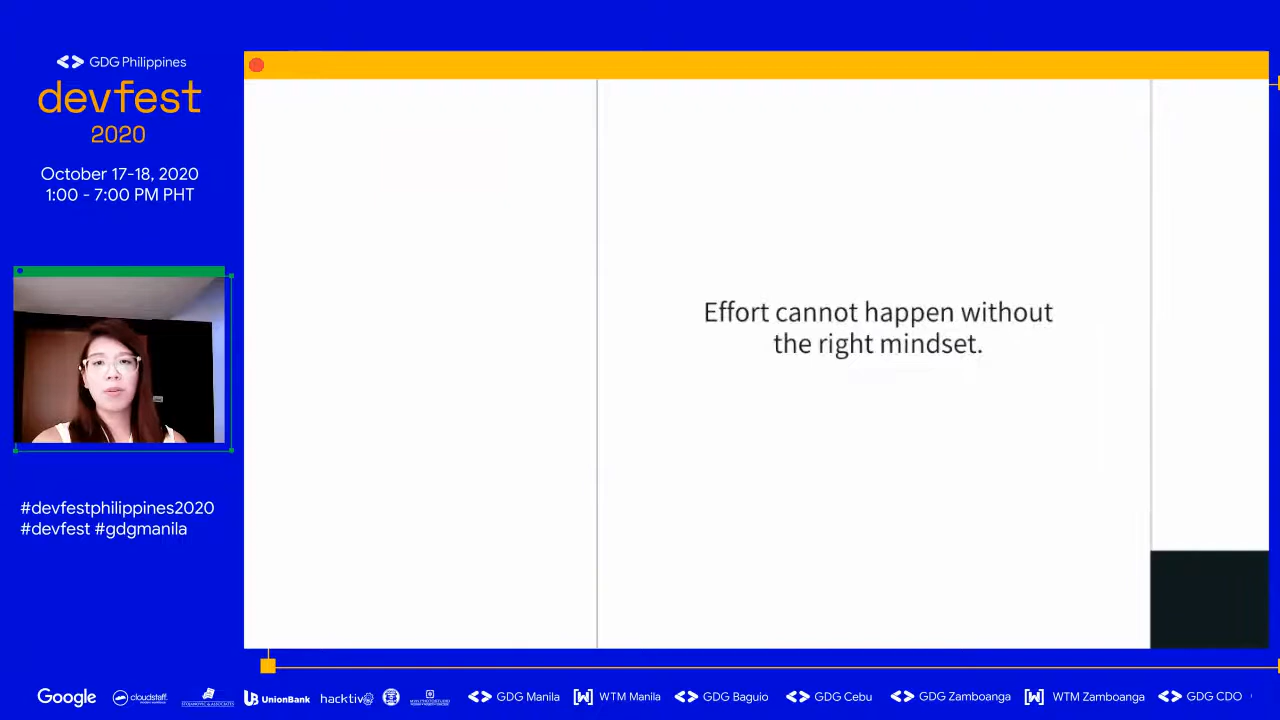 GDG Philippines
devfest
2020
October 17-18, 2020
1:00 - 7:00 PM PHT
Effort cannot happen without
the right mindset.
#devfestphilippines2020
#devfest #gdgmanila
Google cloudstaff UB UnionBank hacktiv GDG Manila WTM Manila GDG Baguio GDG Cebu GDG Zamboanga WTM Zamboanga GDG CDO